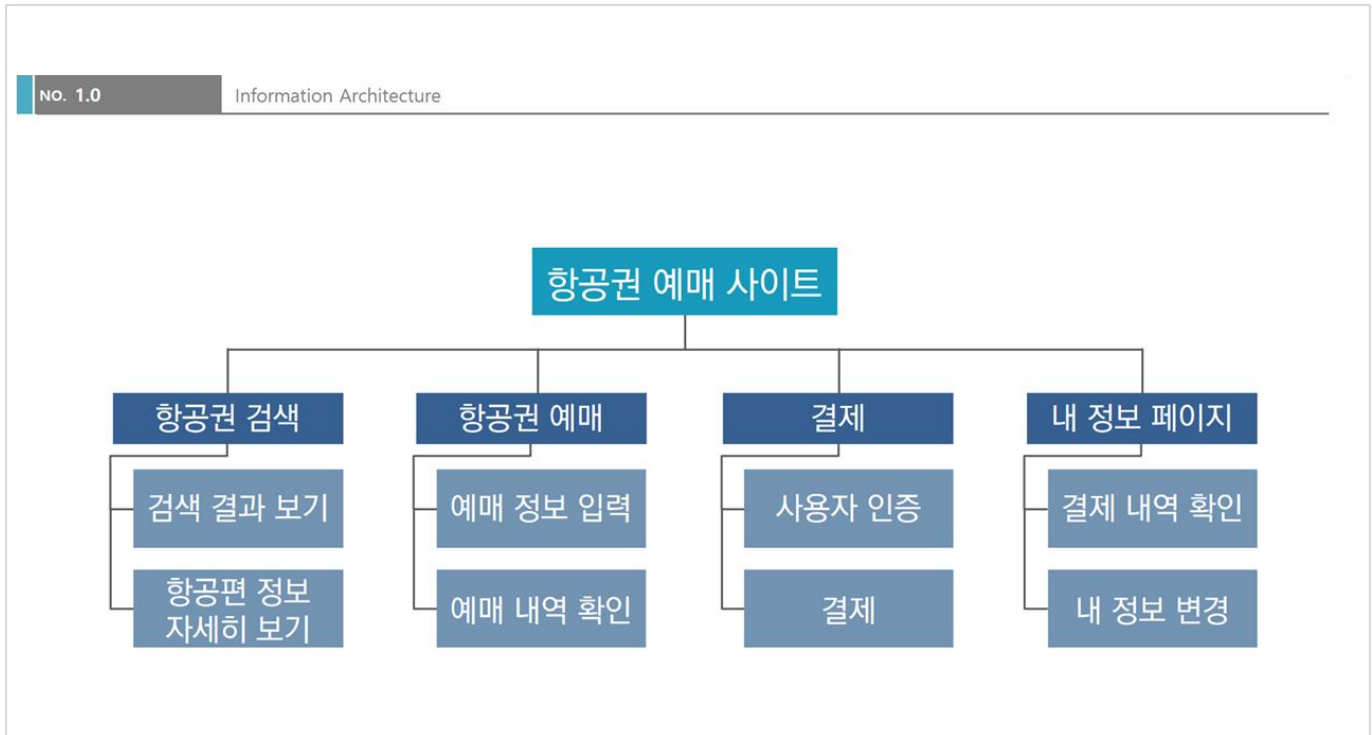 NO. 1.0
Information Architecture
항공권 예매 사이트
항공권 검색
항공권 예매
결제
내 정보 페이지
검색 결과 보기
예매 정보 입력
사용자 인증
결제 내역 확인
항공편 정보
자세히 보기
예매 내역 확인
결제
내 정보 변경